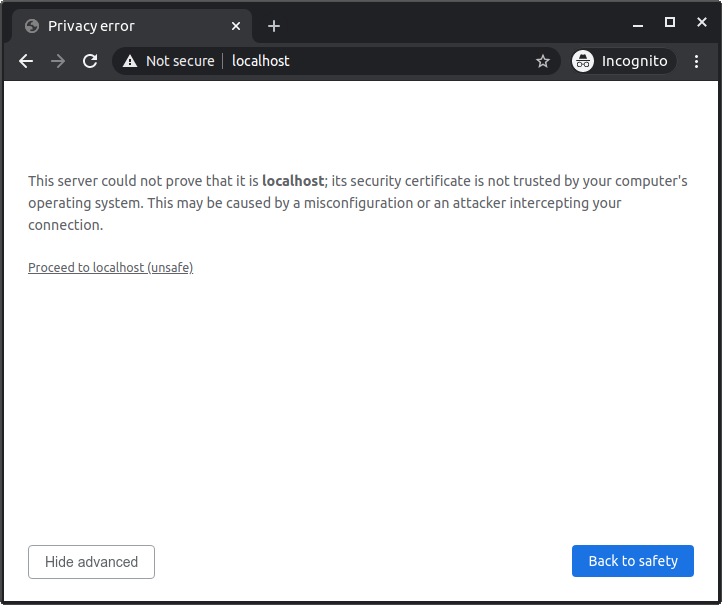 Privacy error
Not secure localhost Incognito
This server could not prove that it is localhost; its security certificate is not trusted by your computer's
operating system. This may be caused by a misconfiguration or an attacker intercepting your
connection.
Proceed to localhost (unsafe)
Hide advanced Back to safety